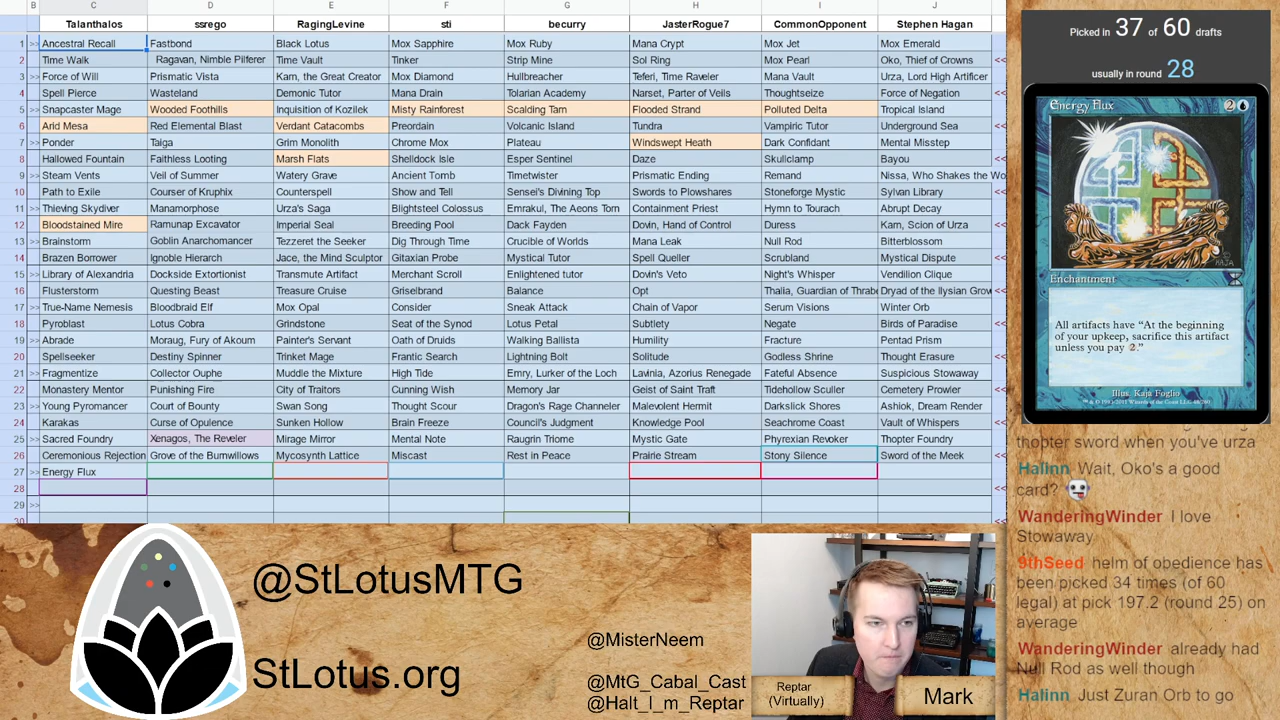 B C D E F G H I J
Talanthalos ssrego RagingLevine sti becurry JasterRogue7 CommonOpponent Stephen Hagan
1 >> Ancestral Recall Fastbond Black Lotus Mox Sapphire Mox Ruby Mana Crypt Mox Jet Mox Emerald
2 Time Walk Ragavan, Nimble Pilferer Time Vault Tinker Strip Mine Sol Ring Mox Pearl Oko, Thief of Crowns <<
3 >> Force of Will Prismatic Vista Karn, the Great Creator Mox Diamond Hullbreacher Teferi, Time Raveler Mana Vault Urza, Lord High Artificer
4 Spell Pierce Wasteland Demonic Tutor Mana Drain Tolarian Academy Narset, Parter of Veils Thoughtseize Force of Negation <<
5 >> Snapcaster Mage Wooded Foothills Inquisition of Kozilek Misty Rainforest Scalding Tarn Flooded Strand Polluted Delta Tropical Island
6 Arid Mesa Red Elemental Blast Verdant Catacombs Preordain Volcanic Island Tundra Vampiric Tutor Underground Sea <<
7 >> Ponder Taiga Grim Monolith Chrome Mox Plateau Windswept Heath Dark Confidant Mental Misstep
8 Hallowed Fountain Faithless Looting Marsh Flats Shelldock Isle Esper Sentinel Daze Skullclamp Bayou <<
9 >> Steam Vents Veil of Summer Watery Grave Ancient Tomb Timetwister Prismatic Ending Remand Nissa, Who Shakes the Wo
10 Path to Exile Courser of Kruphix Counterspell Show and Tell Sensei's Divining Top Swords to Plowshares Stoneforge Mystic Sylvan Library <<
11 >> Thieving Skydiver Manamorphose Urza's Saga Blightsteel Colossus Emrakul, The Aeons Torn Containment Priest Hymn to Tourach Abrupt Decay
12 Bloodstained Mire Ramunap Excavator Imperial Seal Breeding Pool Dack Fayden Dovin, Hand of Control Duress Karn, Scion of Urza <<
13 >> Brainstorm Goblin Anarchomancer Tezzeret the Seeker Dig Through Time Crucible of Worlds Mana Leak Null Rod Bitterblossom
14 Brazen Borrower Ignoble Hierarch Jace, the Mind Sculptor Gitaxian Probe Mystical Tutor Spell Queller Scrubland Mystical Dispute <<
15 >> Library of Alexandria Dockside Extortionist Transmute Artifact Merchant Scroll Enlightened tutor Dovin's Veto Night's Whisper Vendilion Clique
16 Flusterstorm Questing Beast Treasure Cruise Griselbrand Balance Opt Thalia, Guardian of Thrabe Dryad of the Ilysian Grow <<
17 >> True-Name Nemesis Bloodbraid Elf Mox Opal Consider Sneak Attack Chain of Vapor Serum Visions Winter Orb
18 Pyroblast Lotus Cobra Grindstone Seat of the Synod Lotus Petal Subtlety Negate Birds of Paradise <<
19 >> Abrade Moraug, Fury of Akoum Painter's Servant Oath of Druids Walking Ballista Humility Fracture Pentad Prism
20 Spellseeker Destiny Spinner Trinket Mage Frantic Search Lightning Bolt Solitude Godless Shrine Thought Erasure <<
21 >> Fragmentize Collector Ouphe Muddle the Mixture High Tide Emry, Lurker of the Loch Lavinia, Azorius Renegade Fateful Absence Suspicious Stowaway
22 Monastery Mentor Punishing Fire City of Traitors Cunning Wish Memory Jar Geist of Saint Traft Tidehollow Sculler Cemetery Prowler <<
23 >> Young Pyromancer Court of Bounty Swan Song Thought Scour Dragon's Rage Channeler Malevolent Hermit Darkslick Shores Ashiok, Dream Render
24 Karakas Curse of Opulence Sunken Hollow Brain Freeze Council's Judgment Knowledge Pool Seachrome Coast Vault of Whispers <<
25 >> Sacred Foundry Xenagos, The Reveler Mirage Mirror Mental Note Raugrin Triome Mystic Gate Phyrexian Revoker Thopter Foundry
26 Ceremonious Rejection Grove of the Burnwillows Mycosynth Lattice Miscast Rest in Peace Prairie Stream Stony Silence Sword of the Meek <<
27 >> Energy Flux
28 <<
29 >>
30 <<
Picked in 37 of 60 drafts
usually in round 28
Energy Flux 2
Enchantment
All artifacts have "At the beginning
of your upkeep, sacrifice this artifact
unless you pay 2."
Illus. Kaja Foglio
thopter sword when you've urza
Halinn Wait, Oko's a good
card?
WanderingWinder I love
Stowaway
9thSeed helm of obedience has
been picked 34 times (of 60
legal) at pick 197.2 (round 25) on
average
WanderingWinder already had
Null Rod as well though
Halinn Just Zuran Orb to go
@StLotusMTG
StLotus.org
@MisterNeem
@MtG_Cabal_Cast
@Halt_I_m_Reptar
Reptar
(Virtually)
Mark